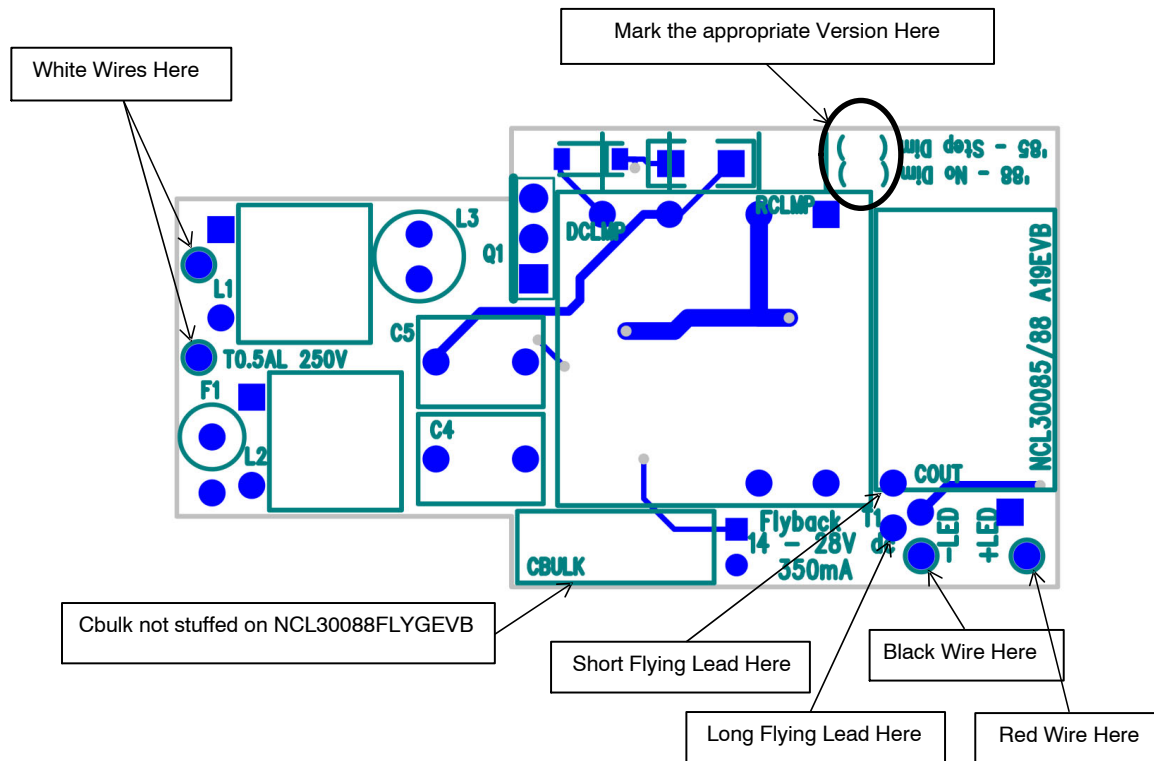 Mark the appropriate Version Here
White Wires Here
'85 - Step Dim ( )
'88 - No Dim ( )
L3
RCLMP
DCLMP
Q1
NCL30085/88 A19EVB
L1
C5
T0.5AL 250V
F1
C4
L2
COUT
Flyback
T1
14 - 28V dc
350mA
-LED
+LED
CBULK
Cbulk not stuffed on NCL30088FLYGEVB
Short Flying Lead Here
Black Wire Here
Long Flying Lead Here
Red Wire Here